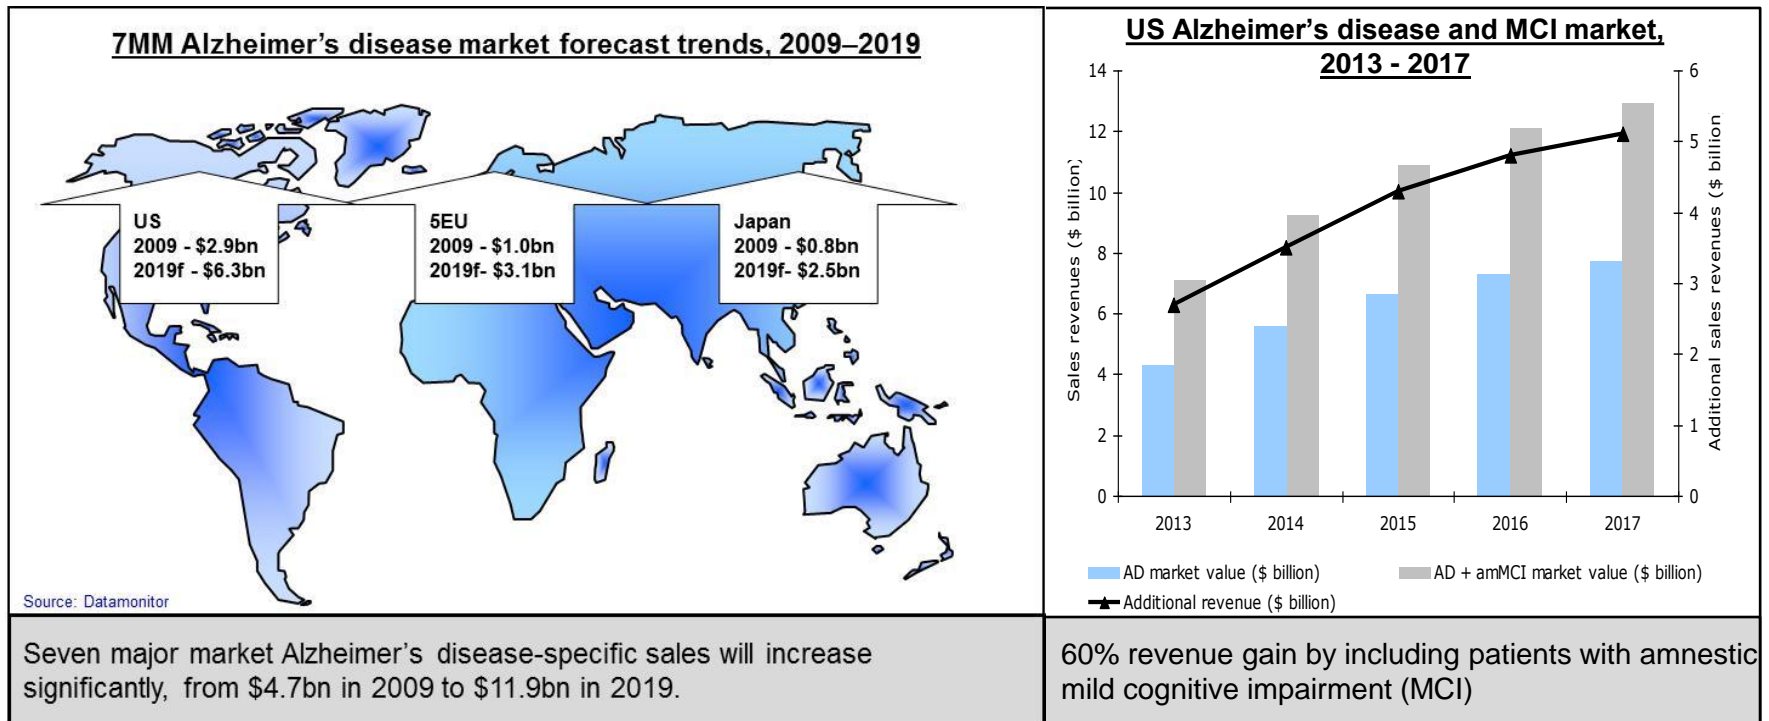 7MM Alzheimer’s disease market forecast trends, 2009–2019
US
2009 - $2.9bn
2019f - $6.3bn
5EU
2009 - $1.0bn
2019f- $3.1bn
Japan
2009 - $0.8bn
2019f- $2.5bn
Source: Datamonitor
Seven major market Alzheimer’s disease-specific sales will increase
significantly, from $4.7bn in 2009 to $11.9bn in 2019.
US Alzheimer’s disease and MCI market,
2013 - 2017
Sales revenues ($ billion)
14
12
10
8
6
4
2
0
Additional sales revenues ($ billion
6
5
4
3
2
1
0
2013
2014
2015
2016
2017
AD market value ($ billion)
AD + amMCI market value ($ billion)
Additional revenue ($ billion)
60% revenue gain by including patients with amnestic
mild cognitive impairment (MCI)